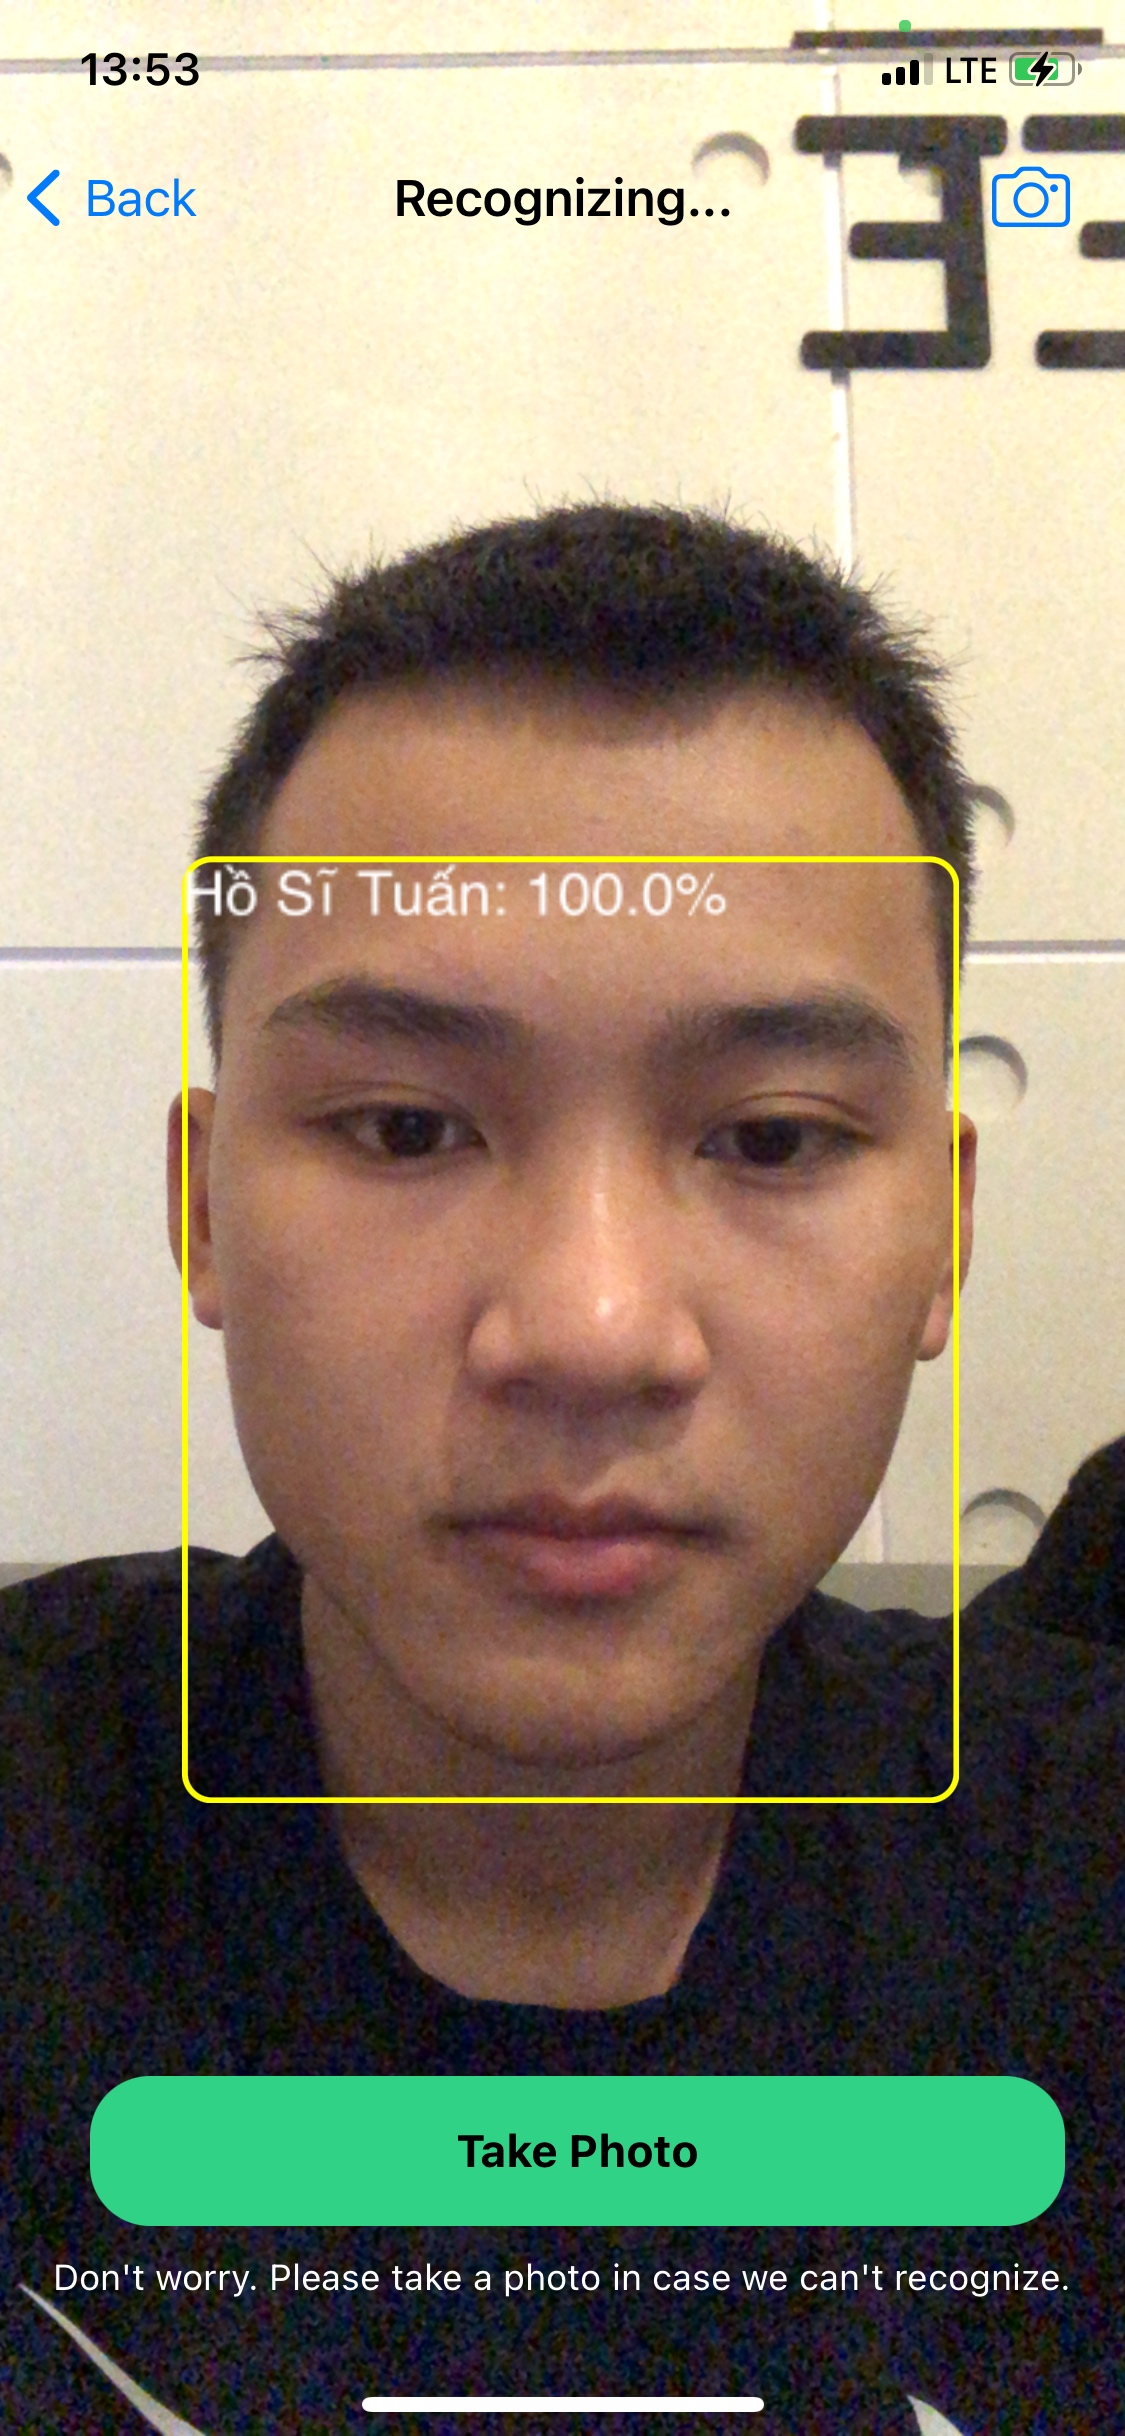 13:53
LTE
Back
Recognizing...
Hồ Sĩ Tuấn: 100.0%
Take Photo
Don't worry. Please take a photo in case we can't recognize.